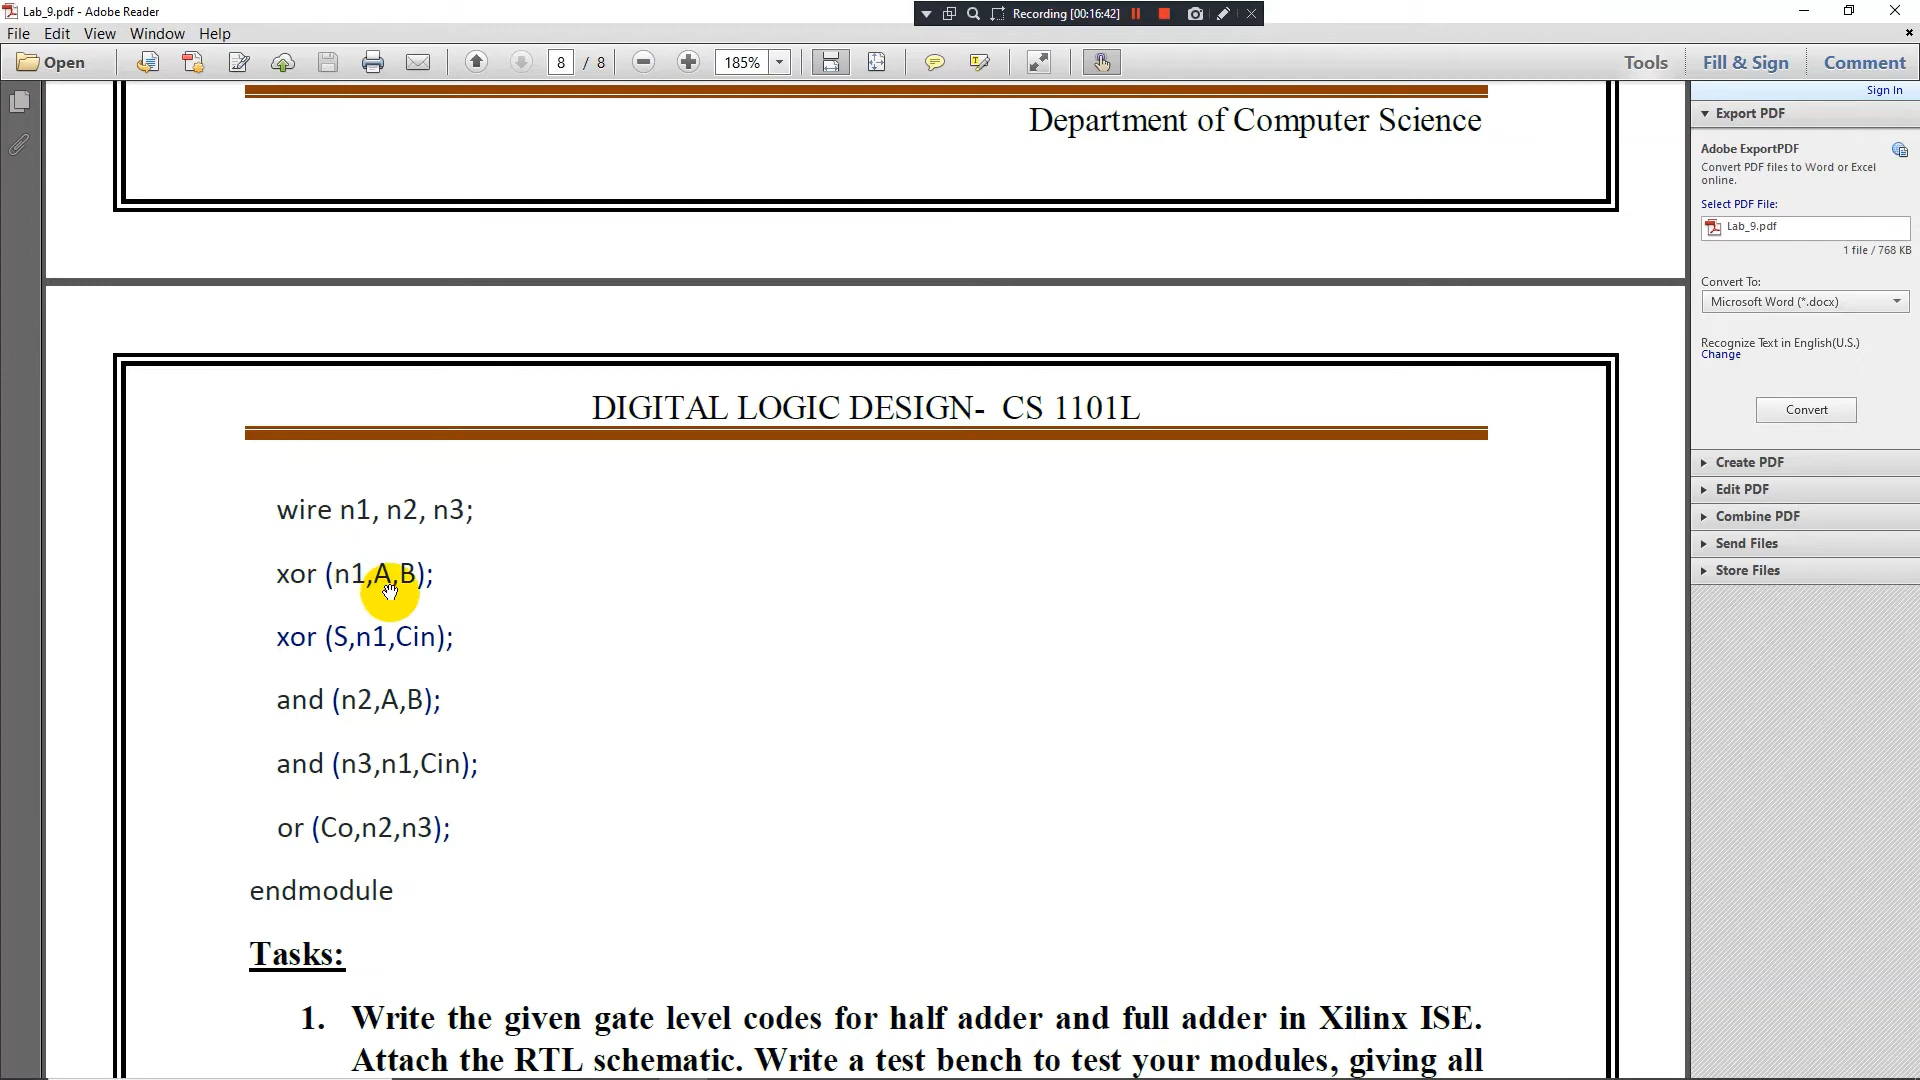 Lab_9.pdf - Adobe Reader
Recording [00:16:42]
File Edit View Window Help
Open
8 / 8
185%
Tools
Fill & Sign
Comment
Department of Computer Science
DIGITAL LOGIC DESIGN- CS 1101L
wire n1, n2, n3;
xor (n1,A,B);
xor (S,n1,Cin);
and (n2,A,B);
and (n3,n1,Cin);
or (Co,n2,n3);
endmodule
Tasks:
1. Write the given gate level codes for half adder and full adder in Xilinx ISE.
Attach the RTL schematic. Write a test bench to test your modules, giving all
Sign In
Export PDF
Adobe ExportPDF
Convert PDF files to Word or Excel
online.
Select PDF File:
Lab_9.pdf
1 file / 768 KB
Convert To:
Microsoft Word (*.docx)
Recognize Text in English(U.S.)
Change
Convert
Create PDF
Edit PDF
Combine PDF
Send Files
Store Files